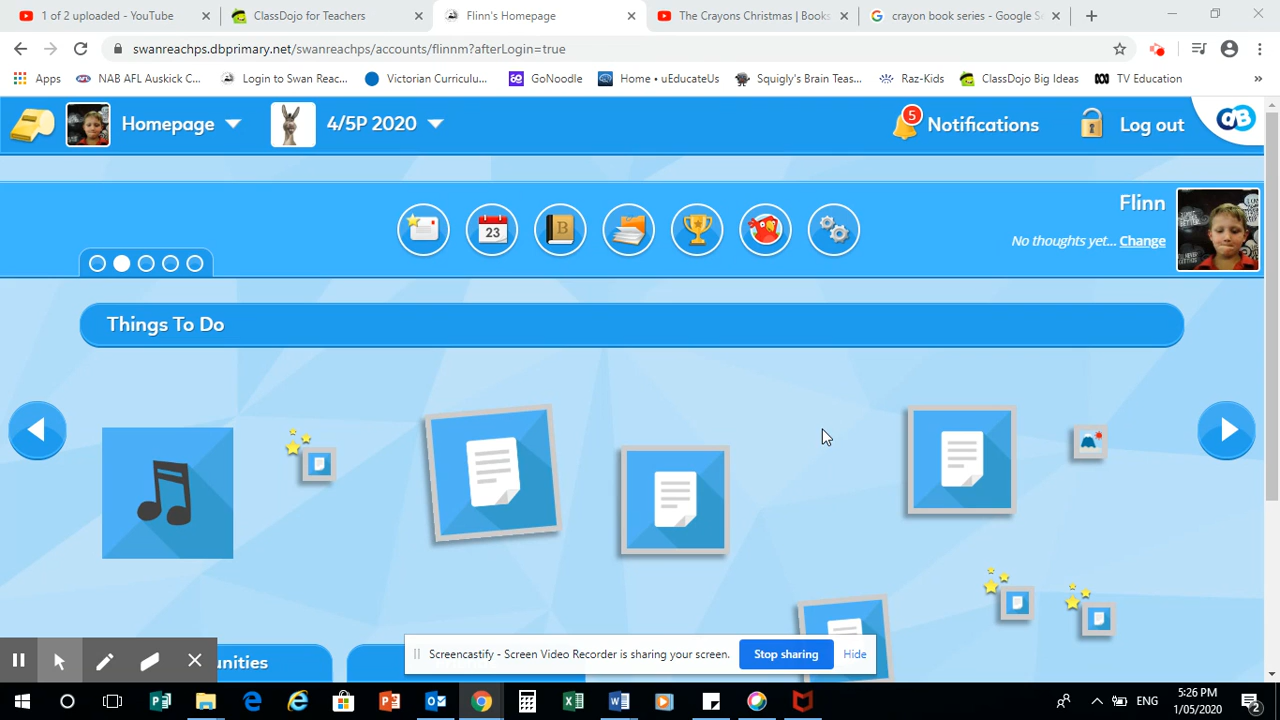 1 of 2 uploaded - YouTube
ClassDojo for Teachers
Flinn's Homepage
The Crayons Christmas | Books
crayon book series - Google Se
swanreachps.dbprimary.net/swanreachps/accounts/flinnm?afterLogin=true
Apps
NAB AFL Auskick C...
Login to Swan Reac...
Victorian Curriculu...
GoNoodle
Home • uEducateUs
Squigly's Brain Teas...
Raz-Kids
ClassDojo Big Ideas
TV Education
»
Homepage
4/5P 2020
5
Notifications
Log out
dB
23
B
Flinn
No thoughts yet... Change
Things To Do
unities
Screencastify - Screen Video Recorder is sharing your screen.
Stop sharing
Hide
ENG
5:26 PM
1/05/2020
2